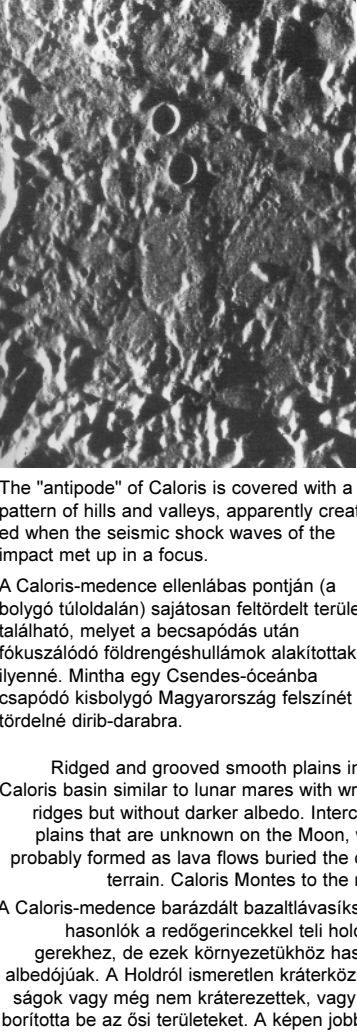 The "antipode" of Caloris is covered with a
pattern of hills and valleys, apparently creat
ed when the seismic shock waves of the
impact met up in a focus.
A Caloris-medence ellenlábas pontján (a
bolygó túloldalán) sajátosan feltördelt terüle
található, melyet a becsapódás után
fókuszálódó földrengéshullámok alakítottak
ilyenné. Mintha egy Csendes-óceánba
csapódó kisbolygó Magyarország felszínét
tördelné dirib-darabra.
Ridged and grooved smooth plains in
Caloris basin similar to lunar mares with wr
ridges but without darker albedo. Interc
plains that are unknown on the Moon,
probably formed as lava flows buried the
terrain. Caloris Montes to the
A Caloris-medence barázdált bazaltlávasíks
hasonlók a redőgerincekkel teli hold
gerekhez, de ezek környezetükhöz has
albedójúak. A Holdról ismeretlen kráterköz
ságok vagy még nem kráterezettek, vagy
borította be az ősi területeket. A képen jobb